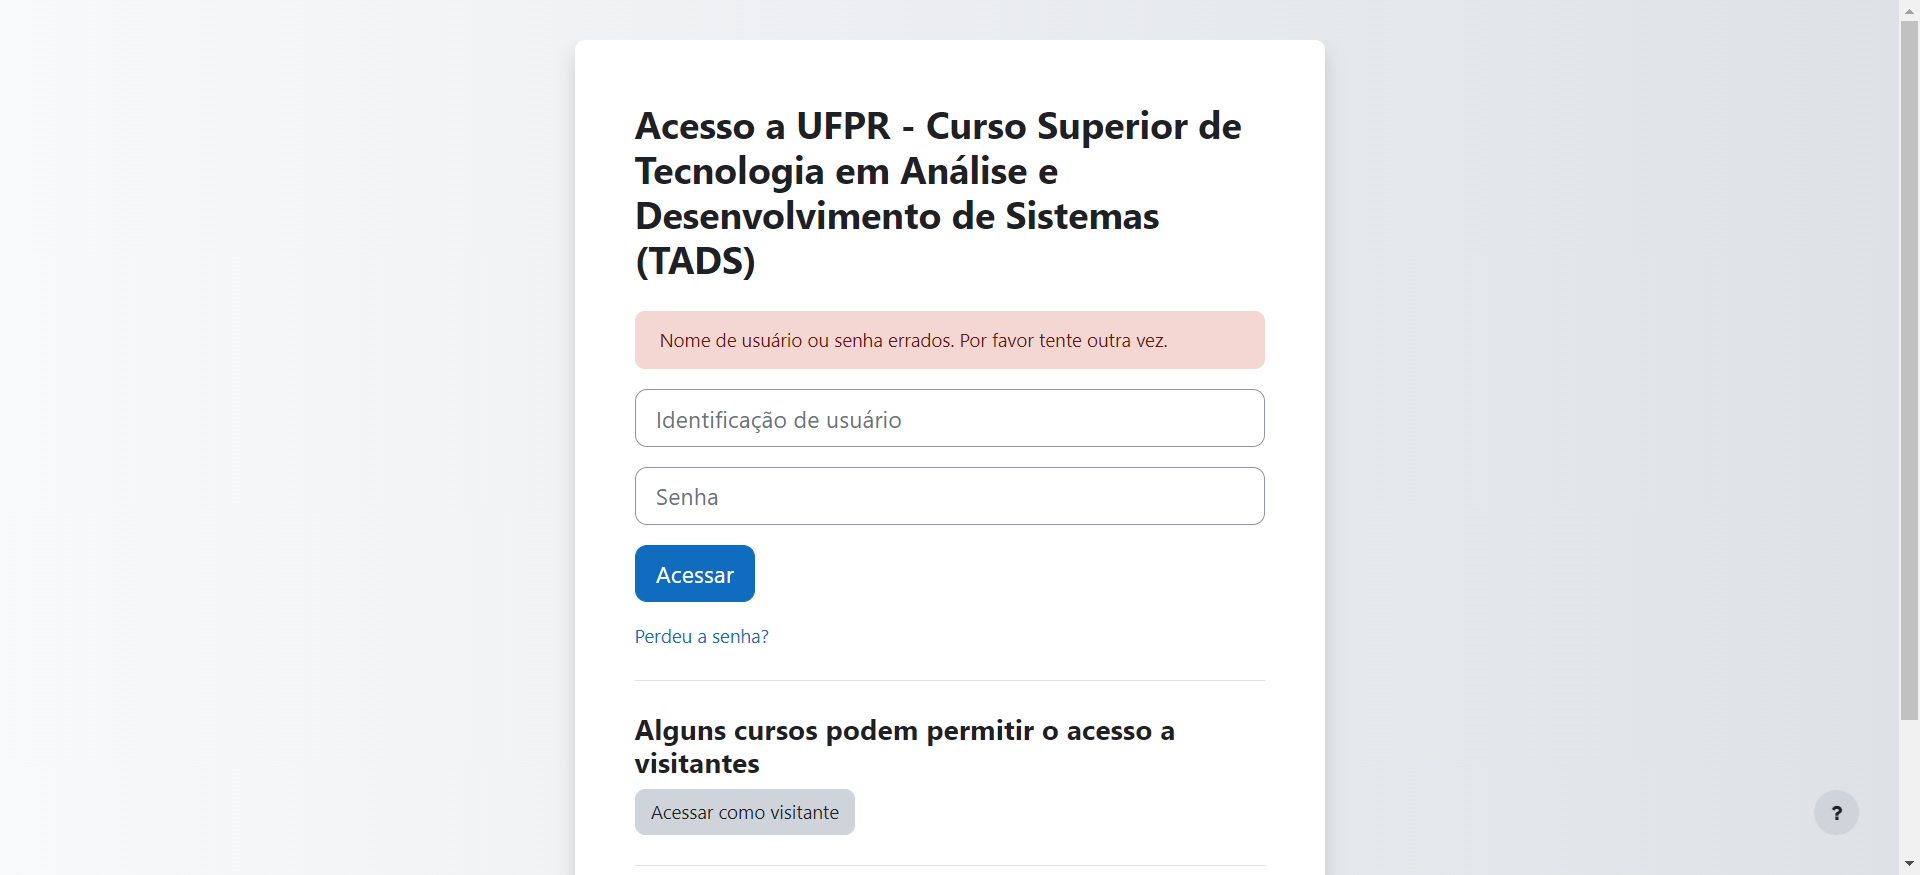 Acesso a UFPR - Curso Superior de
Tecnologia em Análise e
Desenvolvimento de Sistemas
(TADS)
Nome de usuário ou senha errados. Por favor tente outra vez.
Identificação de usuário
Senha
Acessar
Perdeu a senha?
Alguns cursos podem permitir o acesso a
visitantes
Acessar como visitante
?